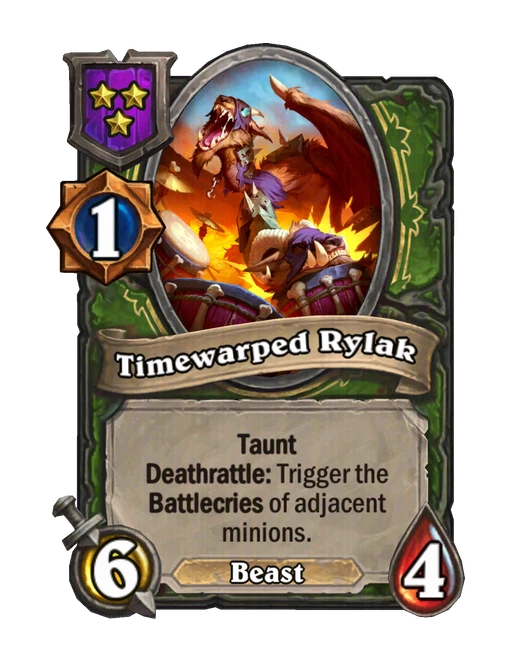 1
Timewarped Rylak
Taunt
Deathrattle: Trigger the
Battlecries of adjacent
minions.
6
Beast
4